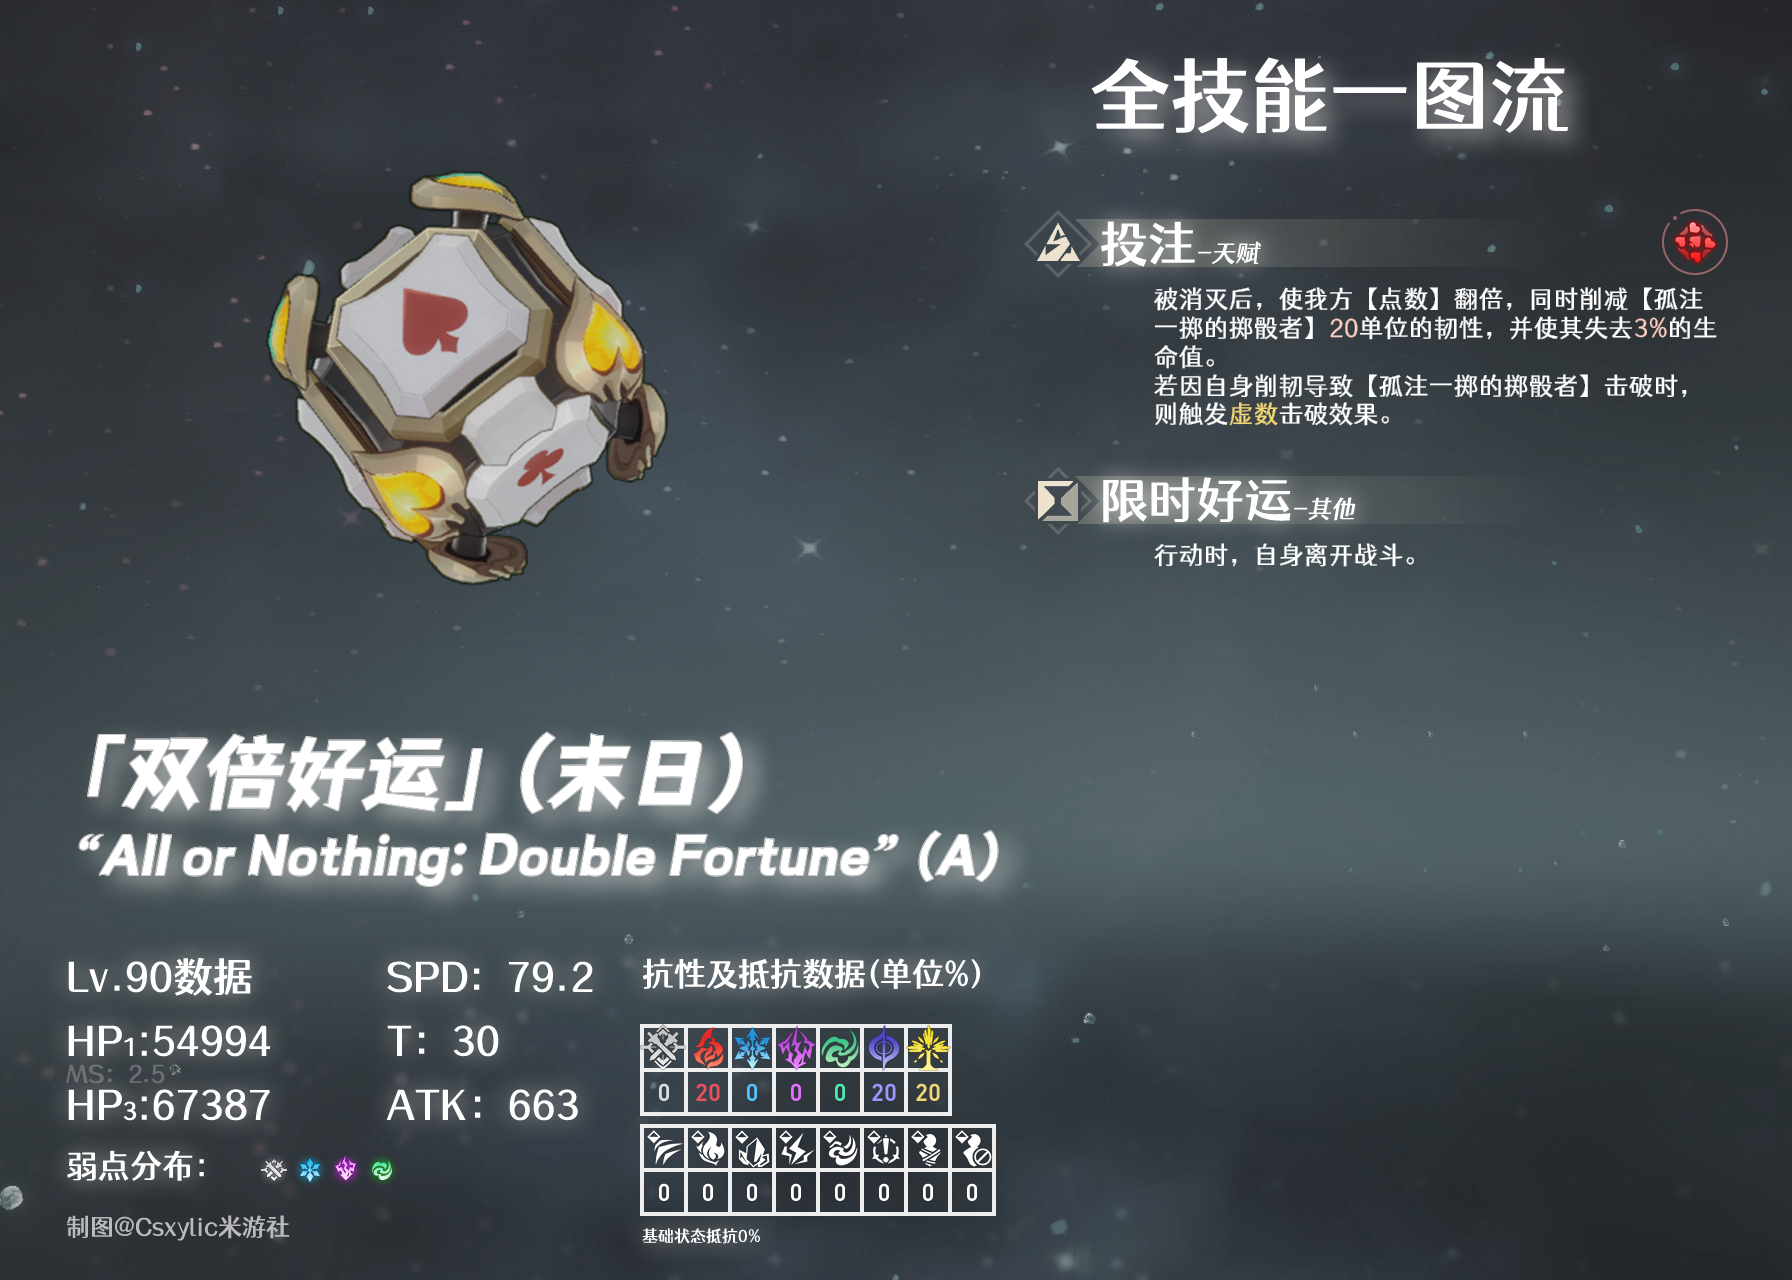 全技能一图流
投注-天赋
被消灭后，使我方【点数】翻倍，同时削减【孤注
一掷的掷骰者】20单位的韧性，并使其失去3%的生
命值。
若因自身削韧导致【孤注一掷的掷骰者】击破时，
则触发虚数击破效果。
限时好运-其他
行动时，自身离开战斗。
「双倍好运」（末日）
“All or Nothing: Double Fortune”（A）
Lv.90数据
SPD：79.2
HP1:54994
T：30
MS：2.5
HP3:67387
ATK：663
弱点分布：
抗性及抵抗数据(单位%)
0 20 0 0 0 20 20
0 0 0 0 0 0 0 0
基础状态抵抗0%
制图@Csxylic米游社